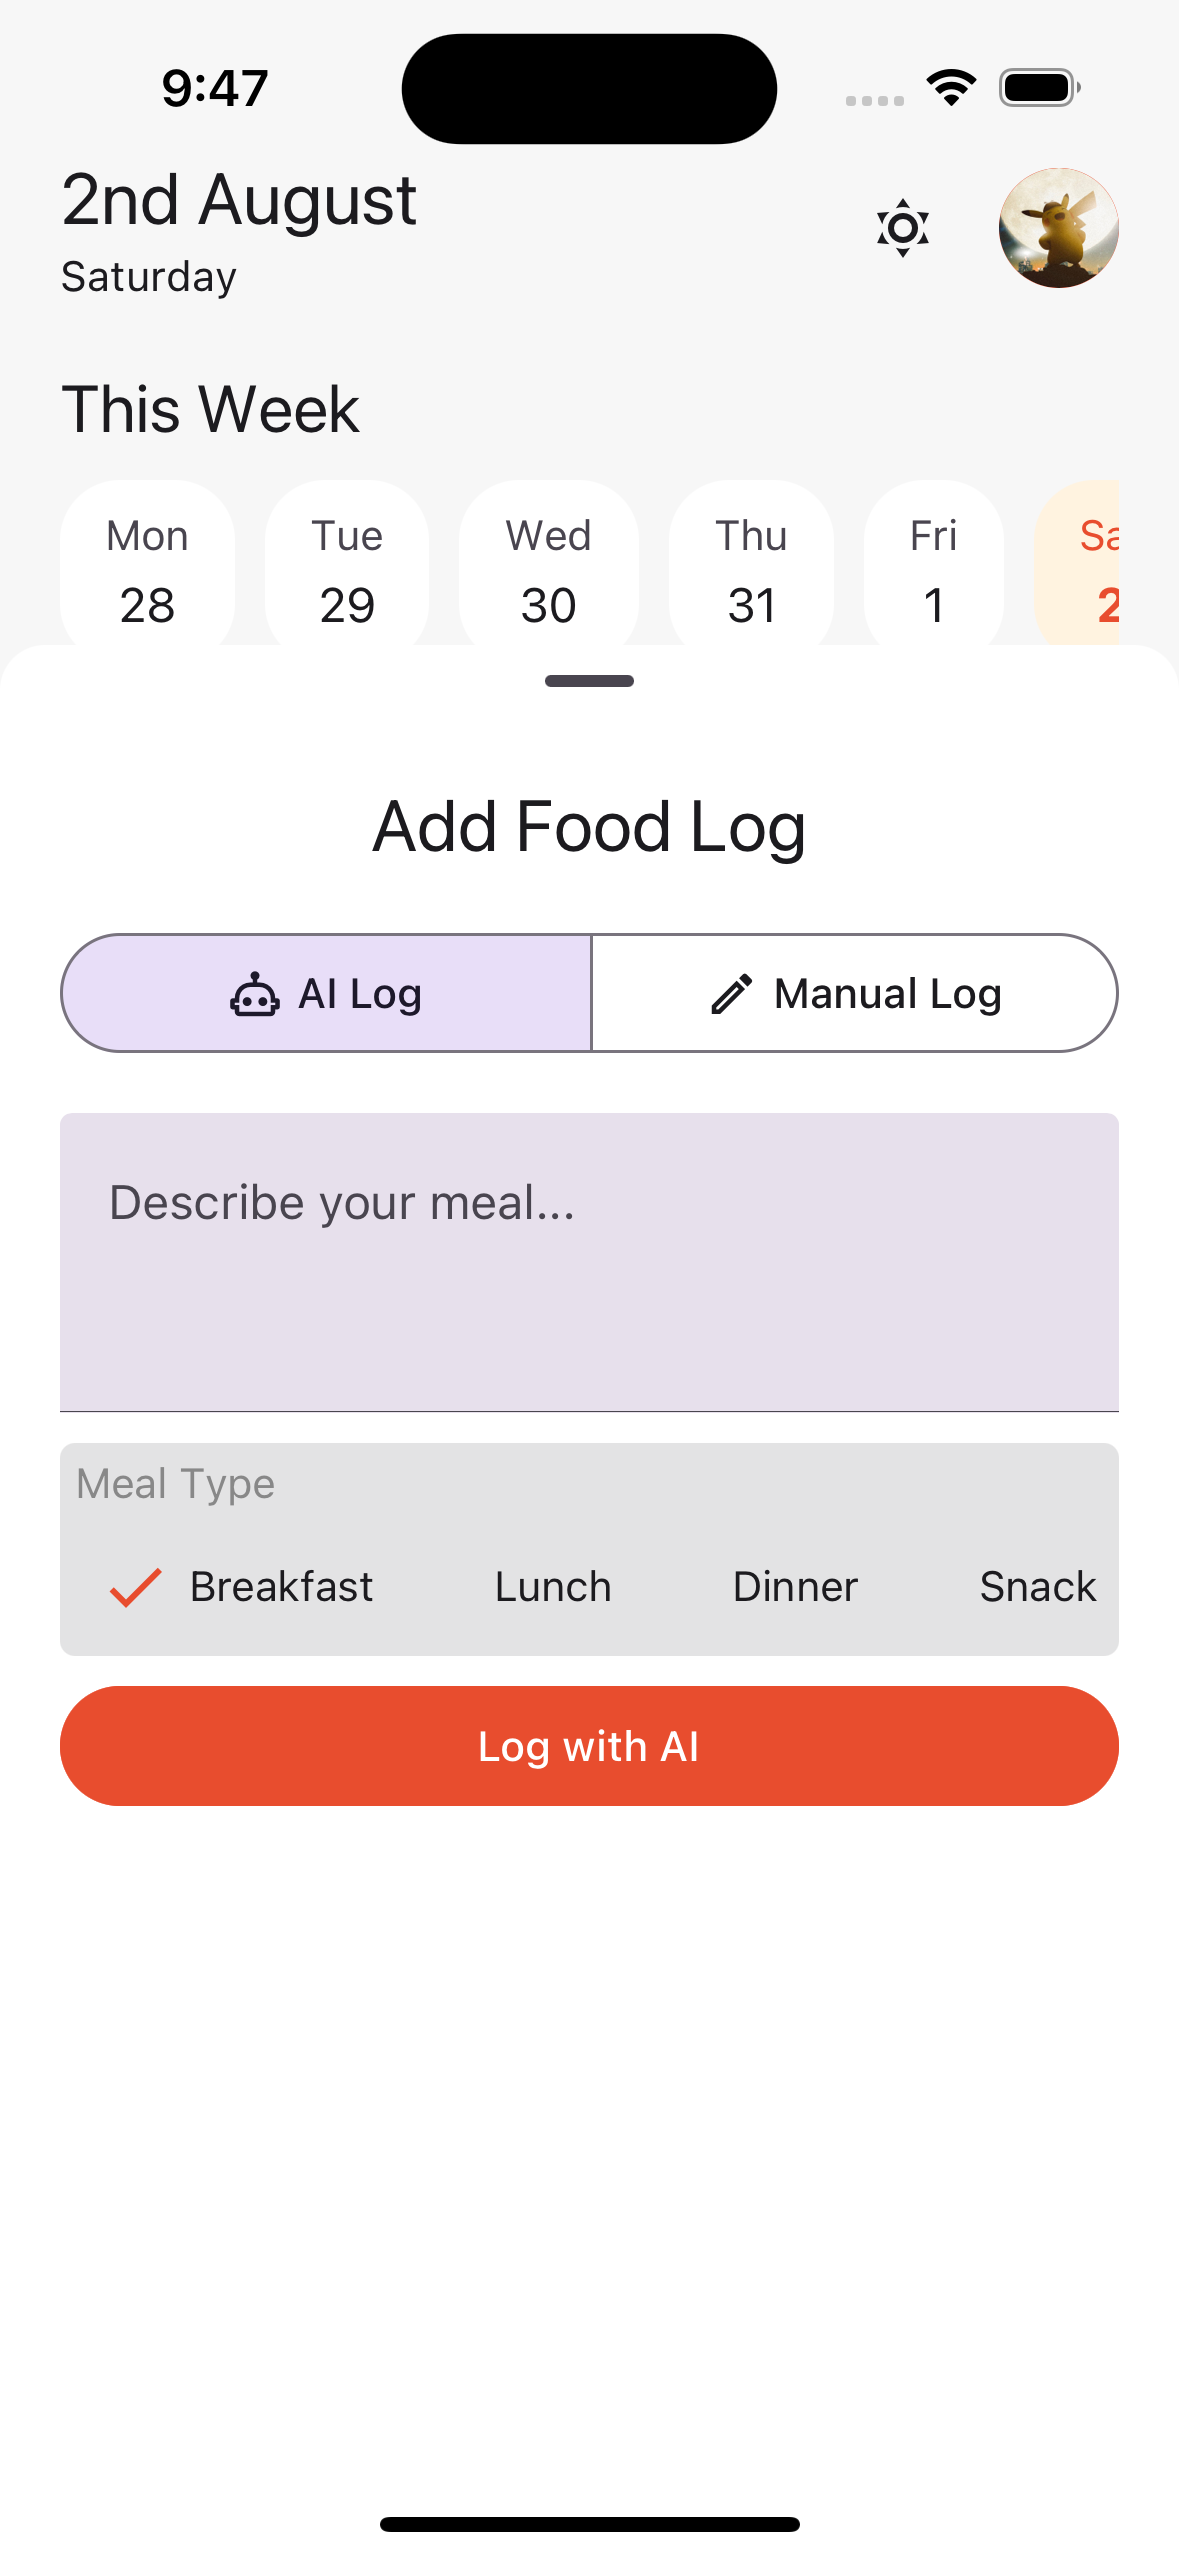 9:47
2nd August
Saturday
This Week
Mon Tue Wed Thu Fri Sa
28 29 30 31 1 2
Add Food Log
AI Log Manual Log
Describe your meal...
Meal Type
Breakfast Lunch Dinner Snack
Log with AI